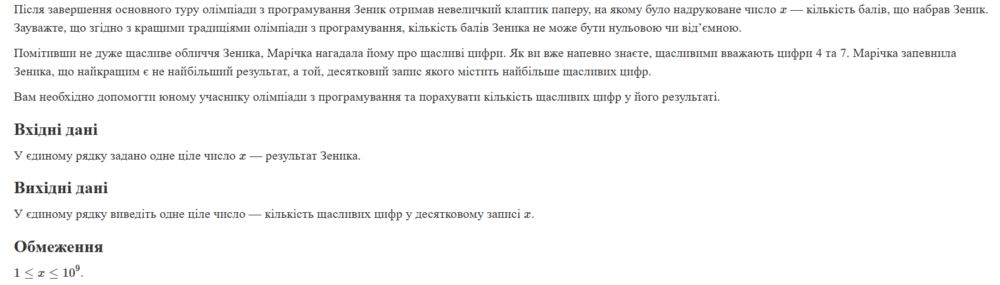 Після завершення основного туру олімпіади з програмування Зеник отримав невеличкий клаптик паперу, на якому було надруковане число x — кількість балів, що набрав Зеник.
Зауважте, що згідно з кращими традиціями олімпіади з програмування, кількість балів Зеника не може бути нульовою чи від’ємною.
Помітивши не дуже щасливе обличчя Зеника, Марічка нагадала йому про щасливі цифри. Як ви вже напевно знаєте, щасливими вважають цифри 4 та 7. Марічка запевнила
Зеника, що найкращим є не найбільший результат, а той, десятковий запис якого містить найбільше щасливих цифр.
Вам необхідно допомогти юному учаснику олімпіади з програмування та порахувати кількість щасливих цифр у його результаті.
Вхідні дані
У єдиному рядку задано одне ціле число x — результат Зеника.
Вихідні дані
У єдиному рядку виведіть одне ціле число — кількість щасливих цифр у десятковому записі x.
Обмеження
1 ≤ x ≤ 10⁹.